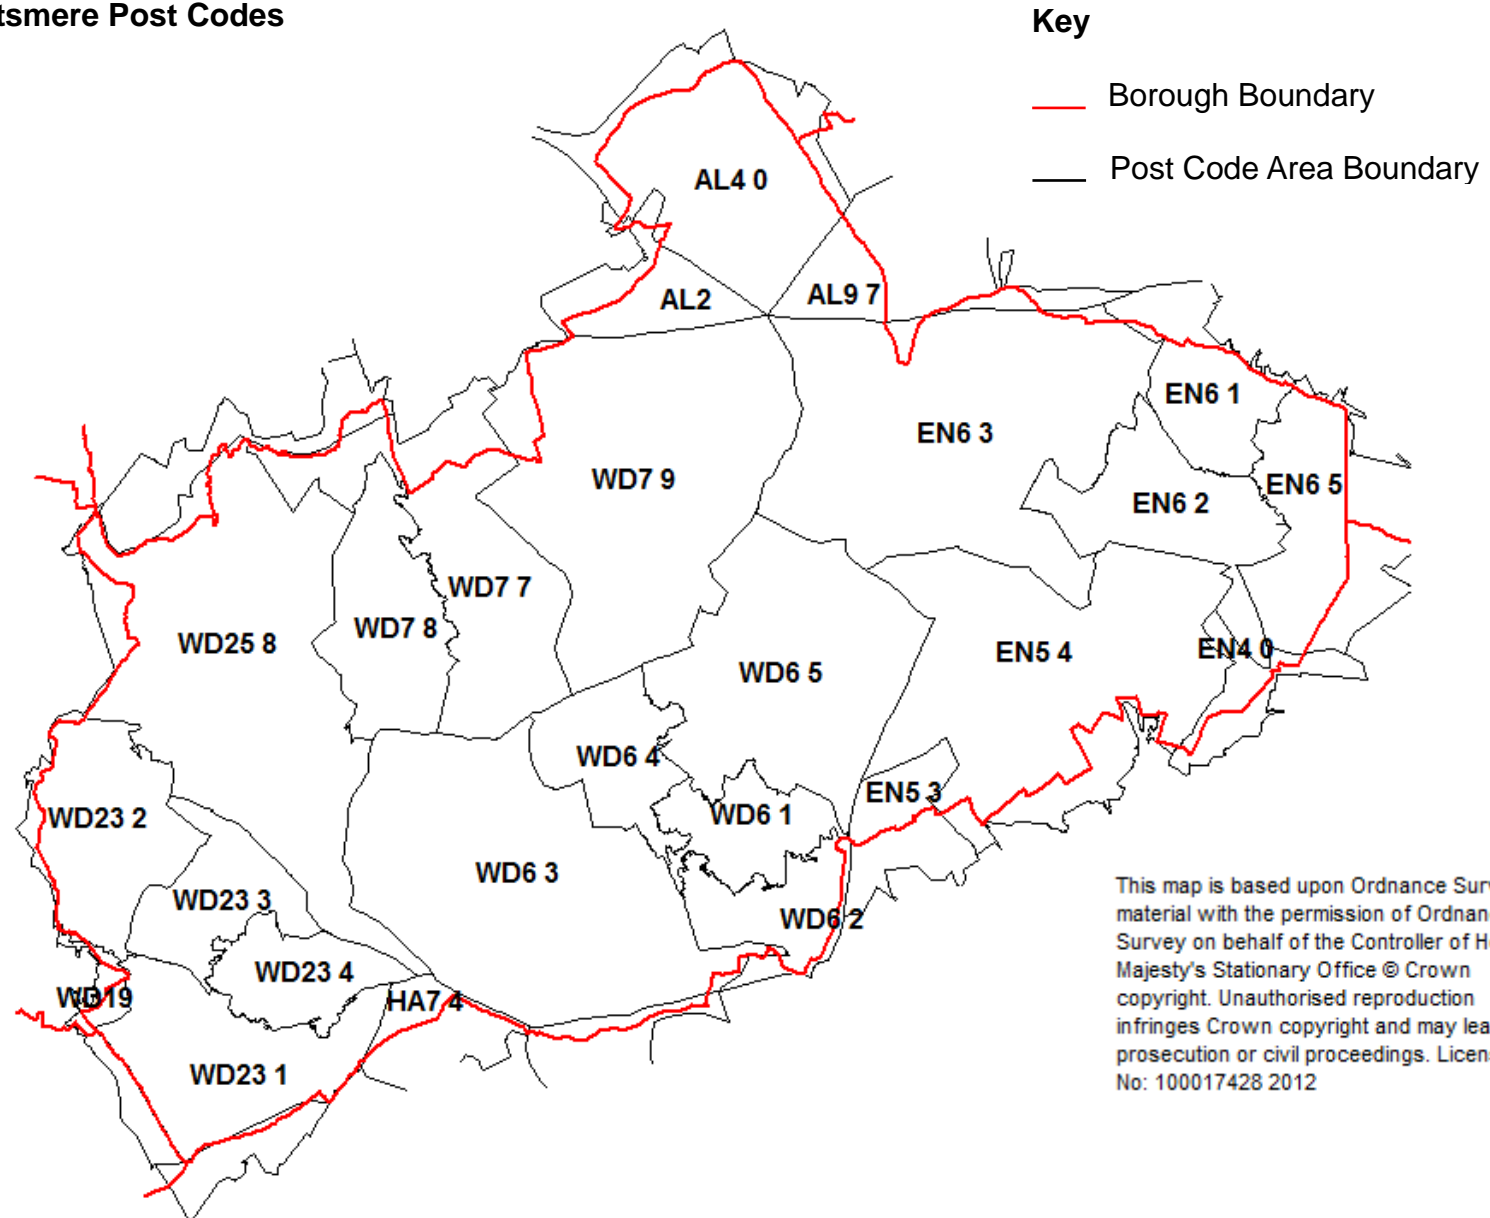 tsmere Post Codes
Key
Borough Boundary
Post Code Area Boundary
AL4 0
AL2
AL9 7
EN6 1
EN6 3
WD7 9
EN6 5
EN6 2
WD7 7
WD7 8
WD25 8
EN5 4
EN4 0
WD6 5
WD6 4
EN5 3
WD6 1
WD23 2
WD6 3
WD23 3
WD6 2
WD23 4
WD19
HA7 4
WD23 1
This map is based upon Ordnance Surv
material with the permission of Ordnan
Survey on behalf of the Controller of H
Majesty's Stationary Office © Crown
copyright. Unauthorised reproduction
infringes Crown copyright and may lea
prosecution or civil proceedings. Licen
No: 100017428 2012